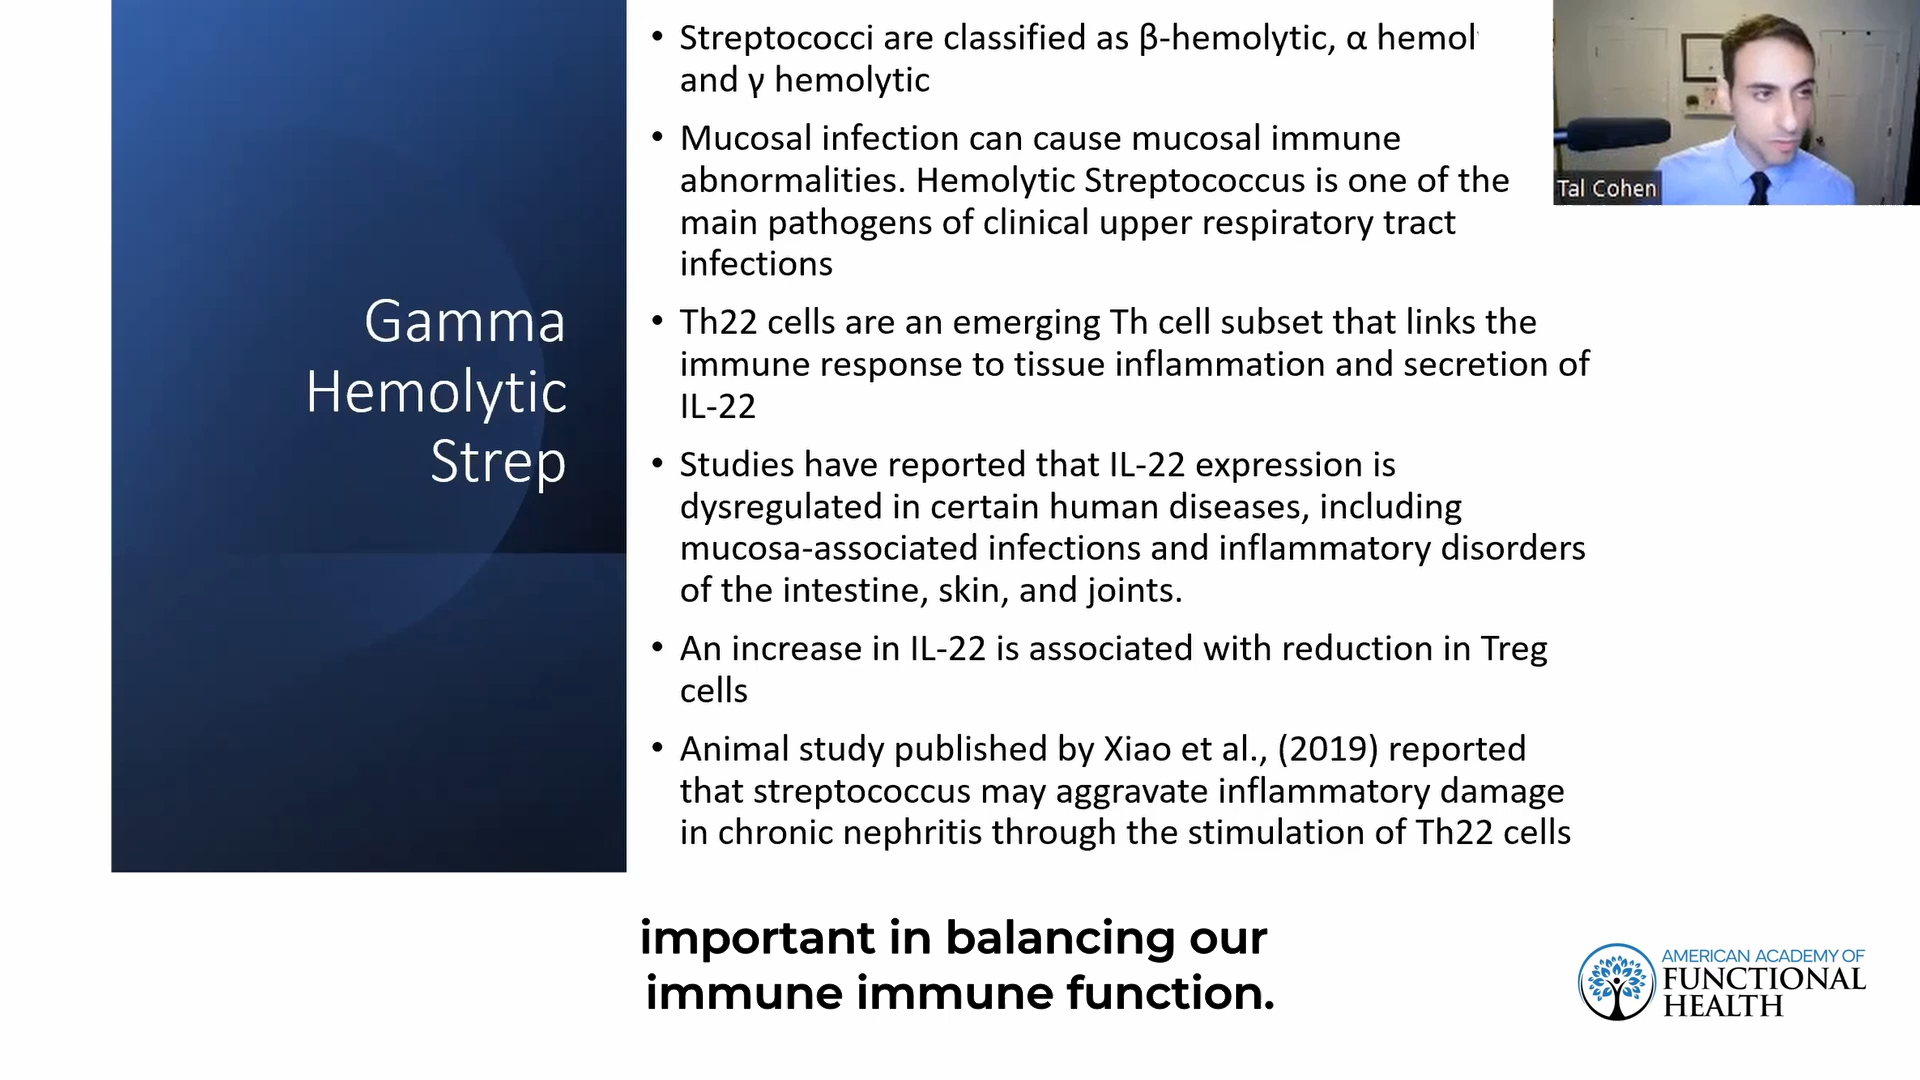 Gamma
Hemolytic
Strep
• Streptococci are classified as β-hemolytic, α hemol
and γ hemolytic
• Mucosal infection can cause mucosal immune
abnormalities. Hemolytic Streptococcus is one of the
main pathogens of clinical upper respiratory tract
infections
• Th22 cells are an emerging Th cell subset that links the
immune response to tissue inflammation and secretion of
IL-22
• Studies have reported that IL-22 expression is
dysregulated in certain human diseases, including
mucosa-associated infections and inflammatory disorders
of the intestine, skin, and joints.
• An increase in IL-22 is associated with reduction in Treg
cells
• Animal study published by Xiao et al., (2019) reported
that streptococcus may aggravate inflammatory damage
in chronic nephritis through the stimulation of Th22 cells
Tal Cohen
important in balancing our
immune immune function.
AMERICAN ACADEMY OF
FUNCTIONAL
HEALTH